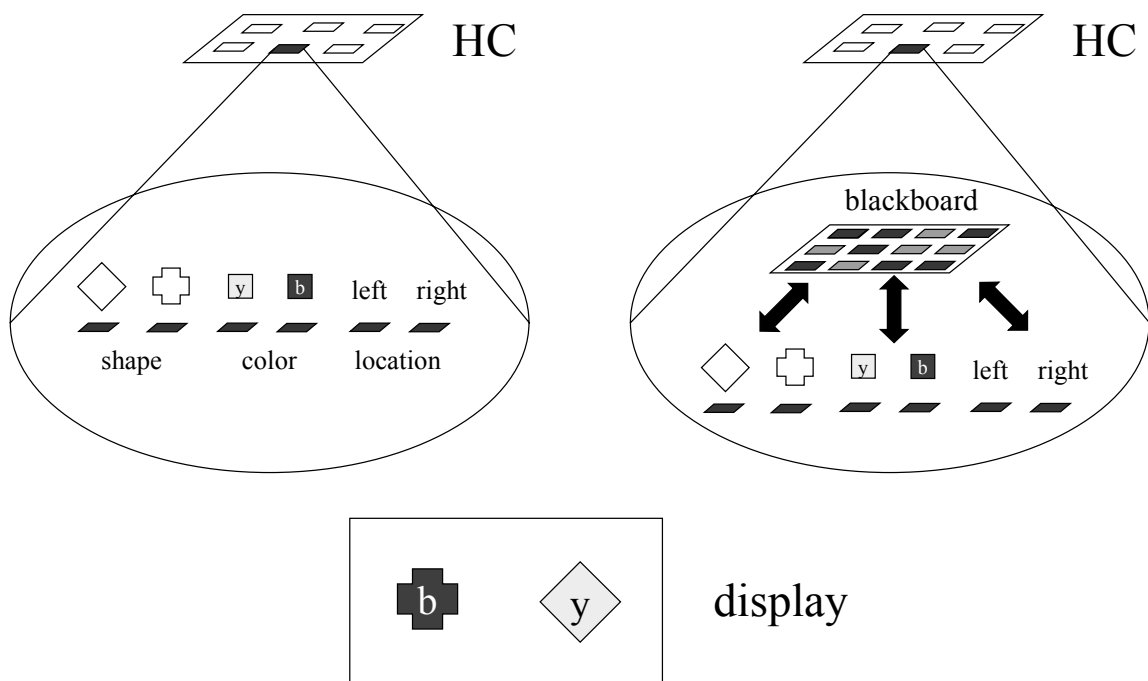 HC
y b left right
shape color location
HC
blackboard
y b left right
b y display